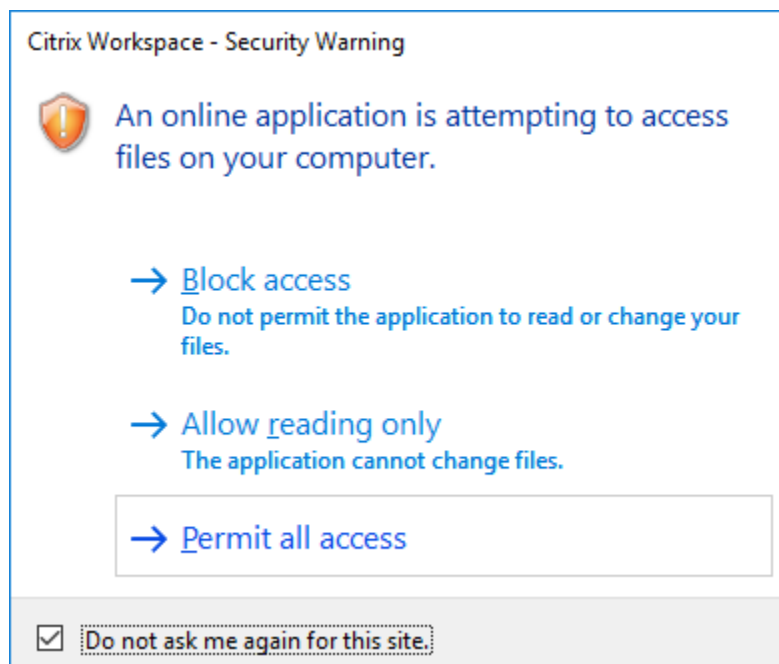 Citrix Workspace - Security Warning
An online application is attempting to access
files on your computer.
Block access
Do not permit the application to read or change your
files.
Allow reading only
The application cannot change files.
Permit all access
Do not ask me again for this site.